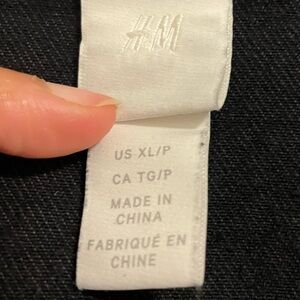 H&M
US XL/P
CA TG/P
MADE IN
CHINA
FABRIQUÉ EN
CHINE